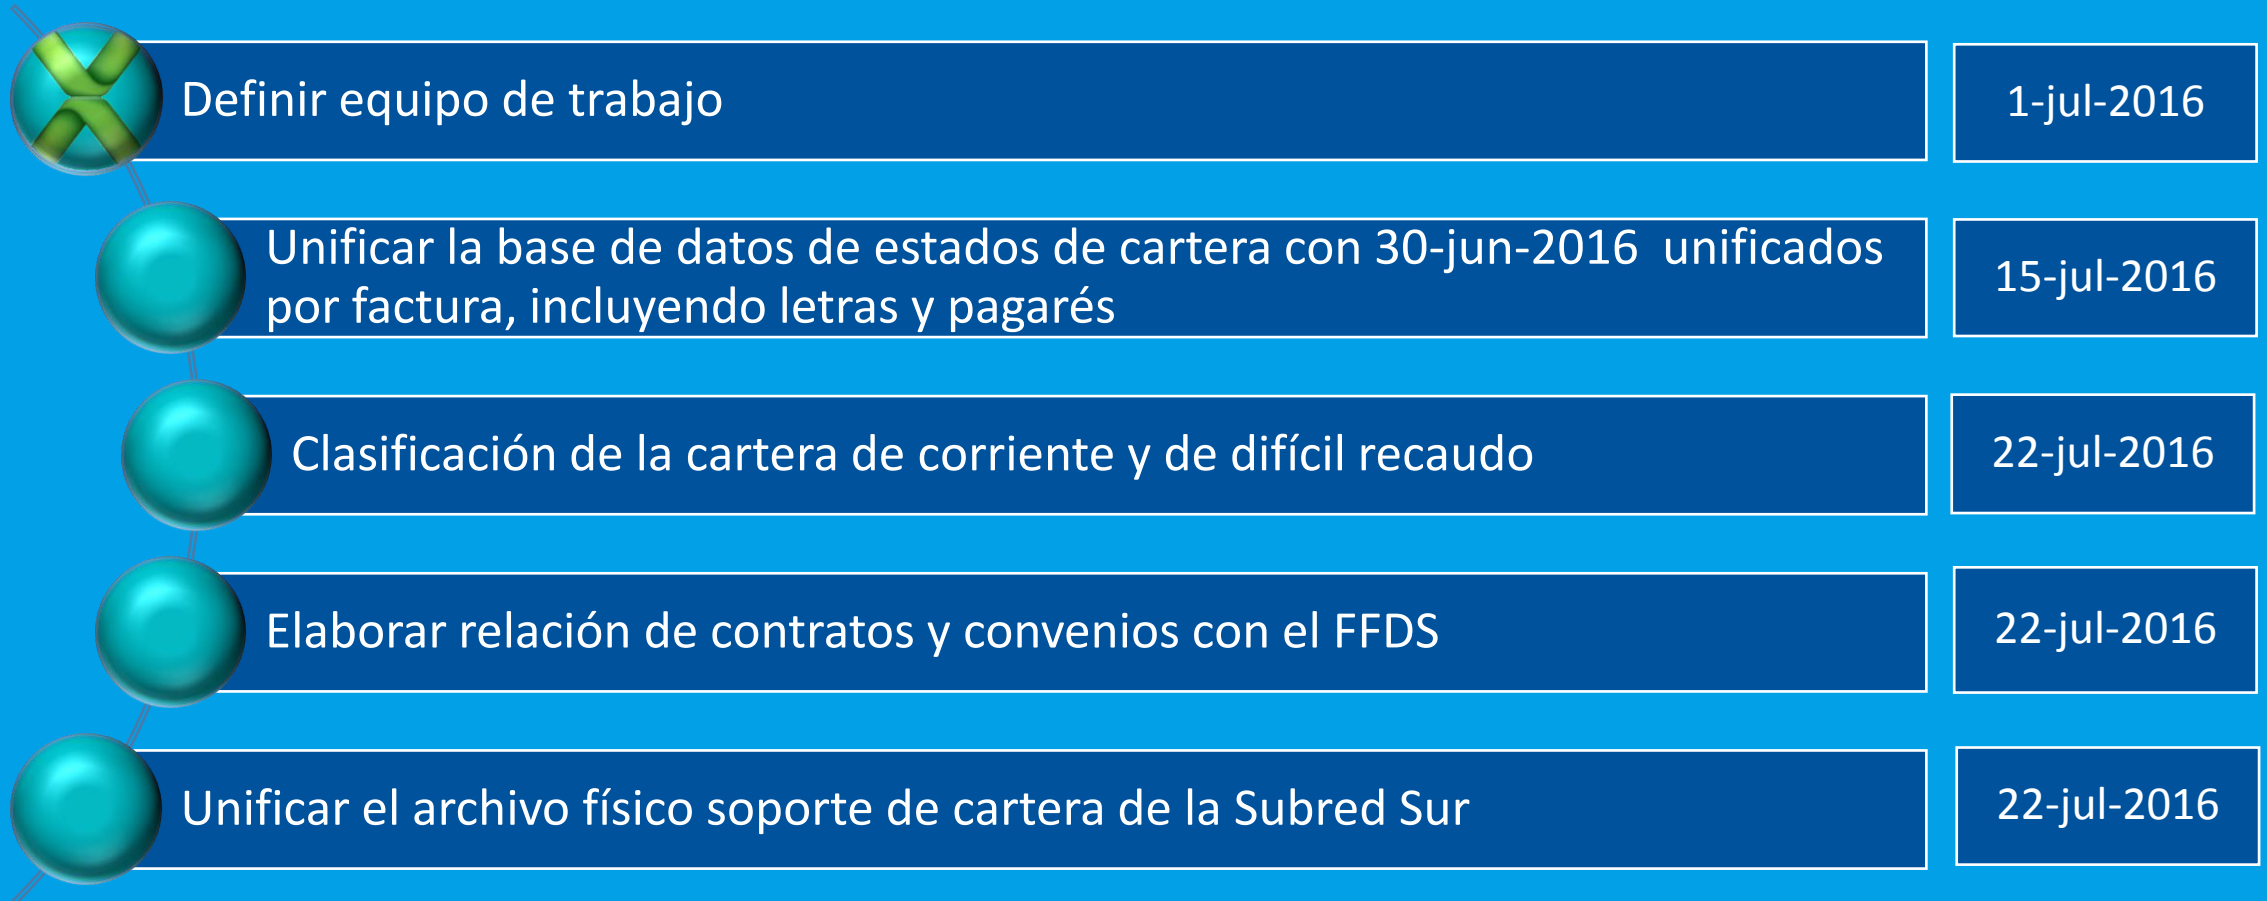 Definir equipo de trabajo
1-jul-2016
Unificar la base de datos de estados de cartera con 30-jun-2016  unificados
por factura, incluyendo letras y pagarés
15-jul-2016
Clasificación de la cartera de corriente y de difícil recaudo
22-jul-2016
Elaborar relación de contratos y convenios con el FFDS
22-jul-2016
Unificar el archivo físico soporte de cartera de la Subred Sur
22-jul-2016